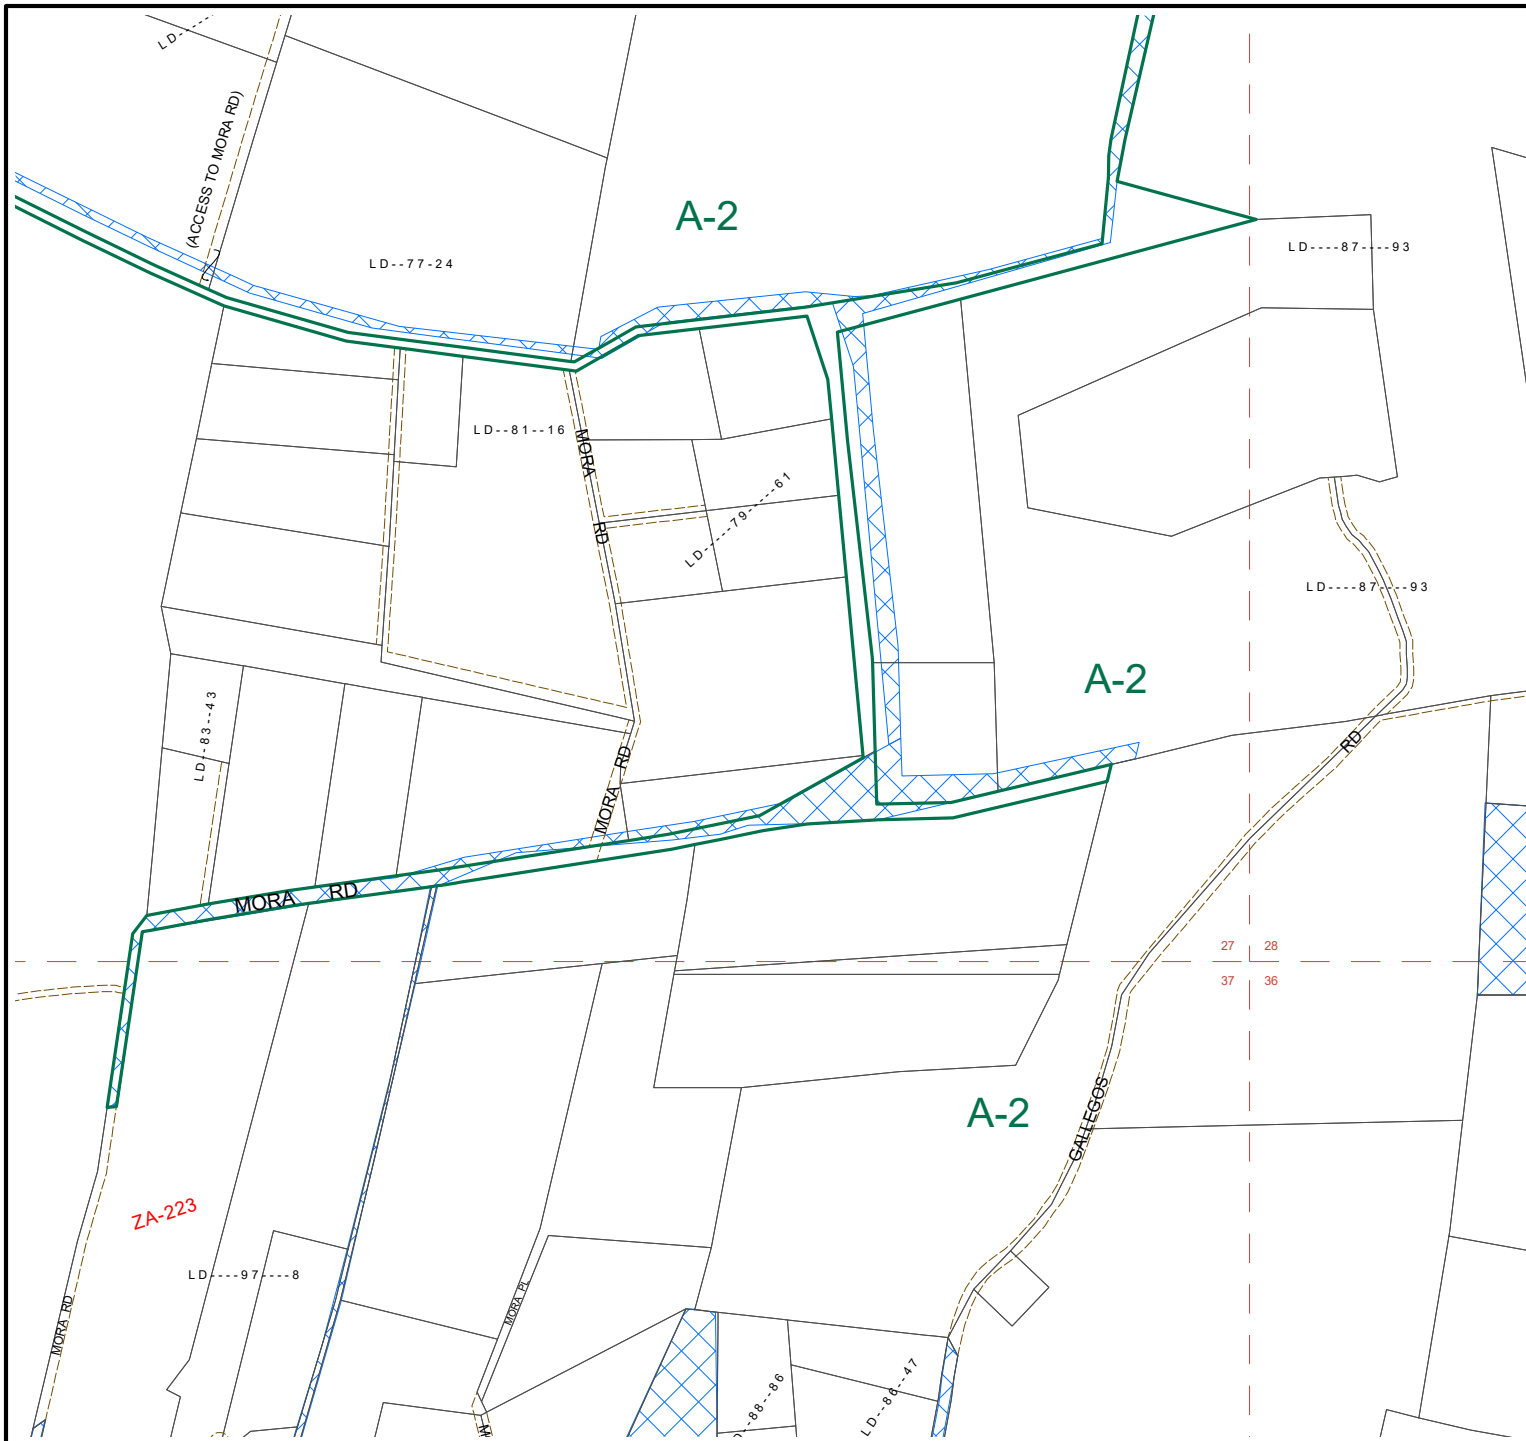 LD----
(ACCESS TO MORA RD)
A-2
LD--77-24
LD----87----93
LD--81--16
MORA RD
LD----79----61
LD----87----93
A-2
LD--83--43
MORA RD
RD
MORA RD
27 28
37 36
A-2
GALLEGOS
ZA-223
LD----97----8
MORA PL
MORA RD
--88--86
LD--86--47